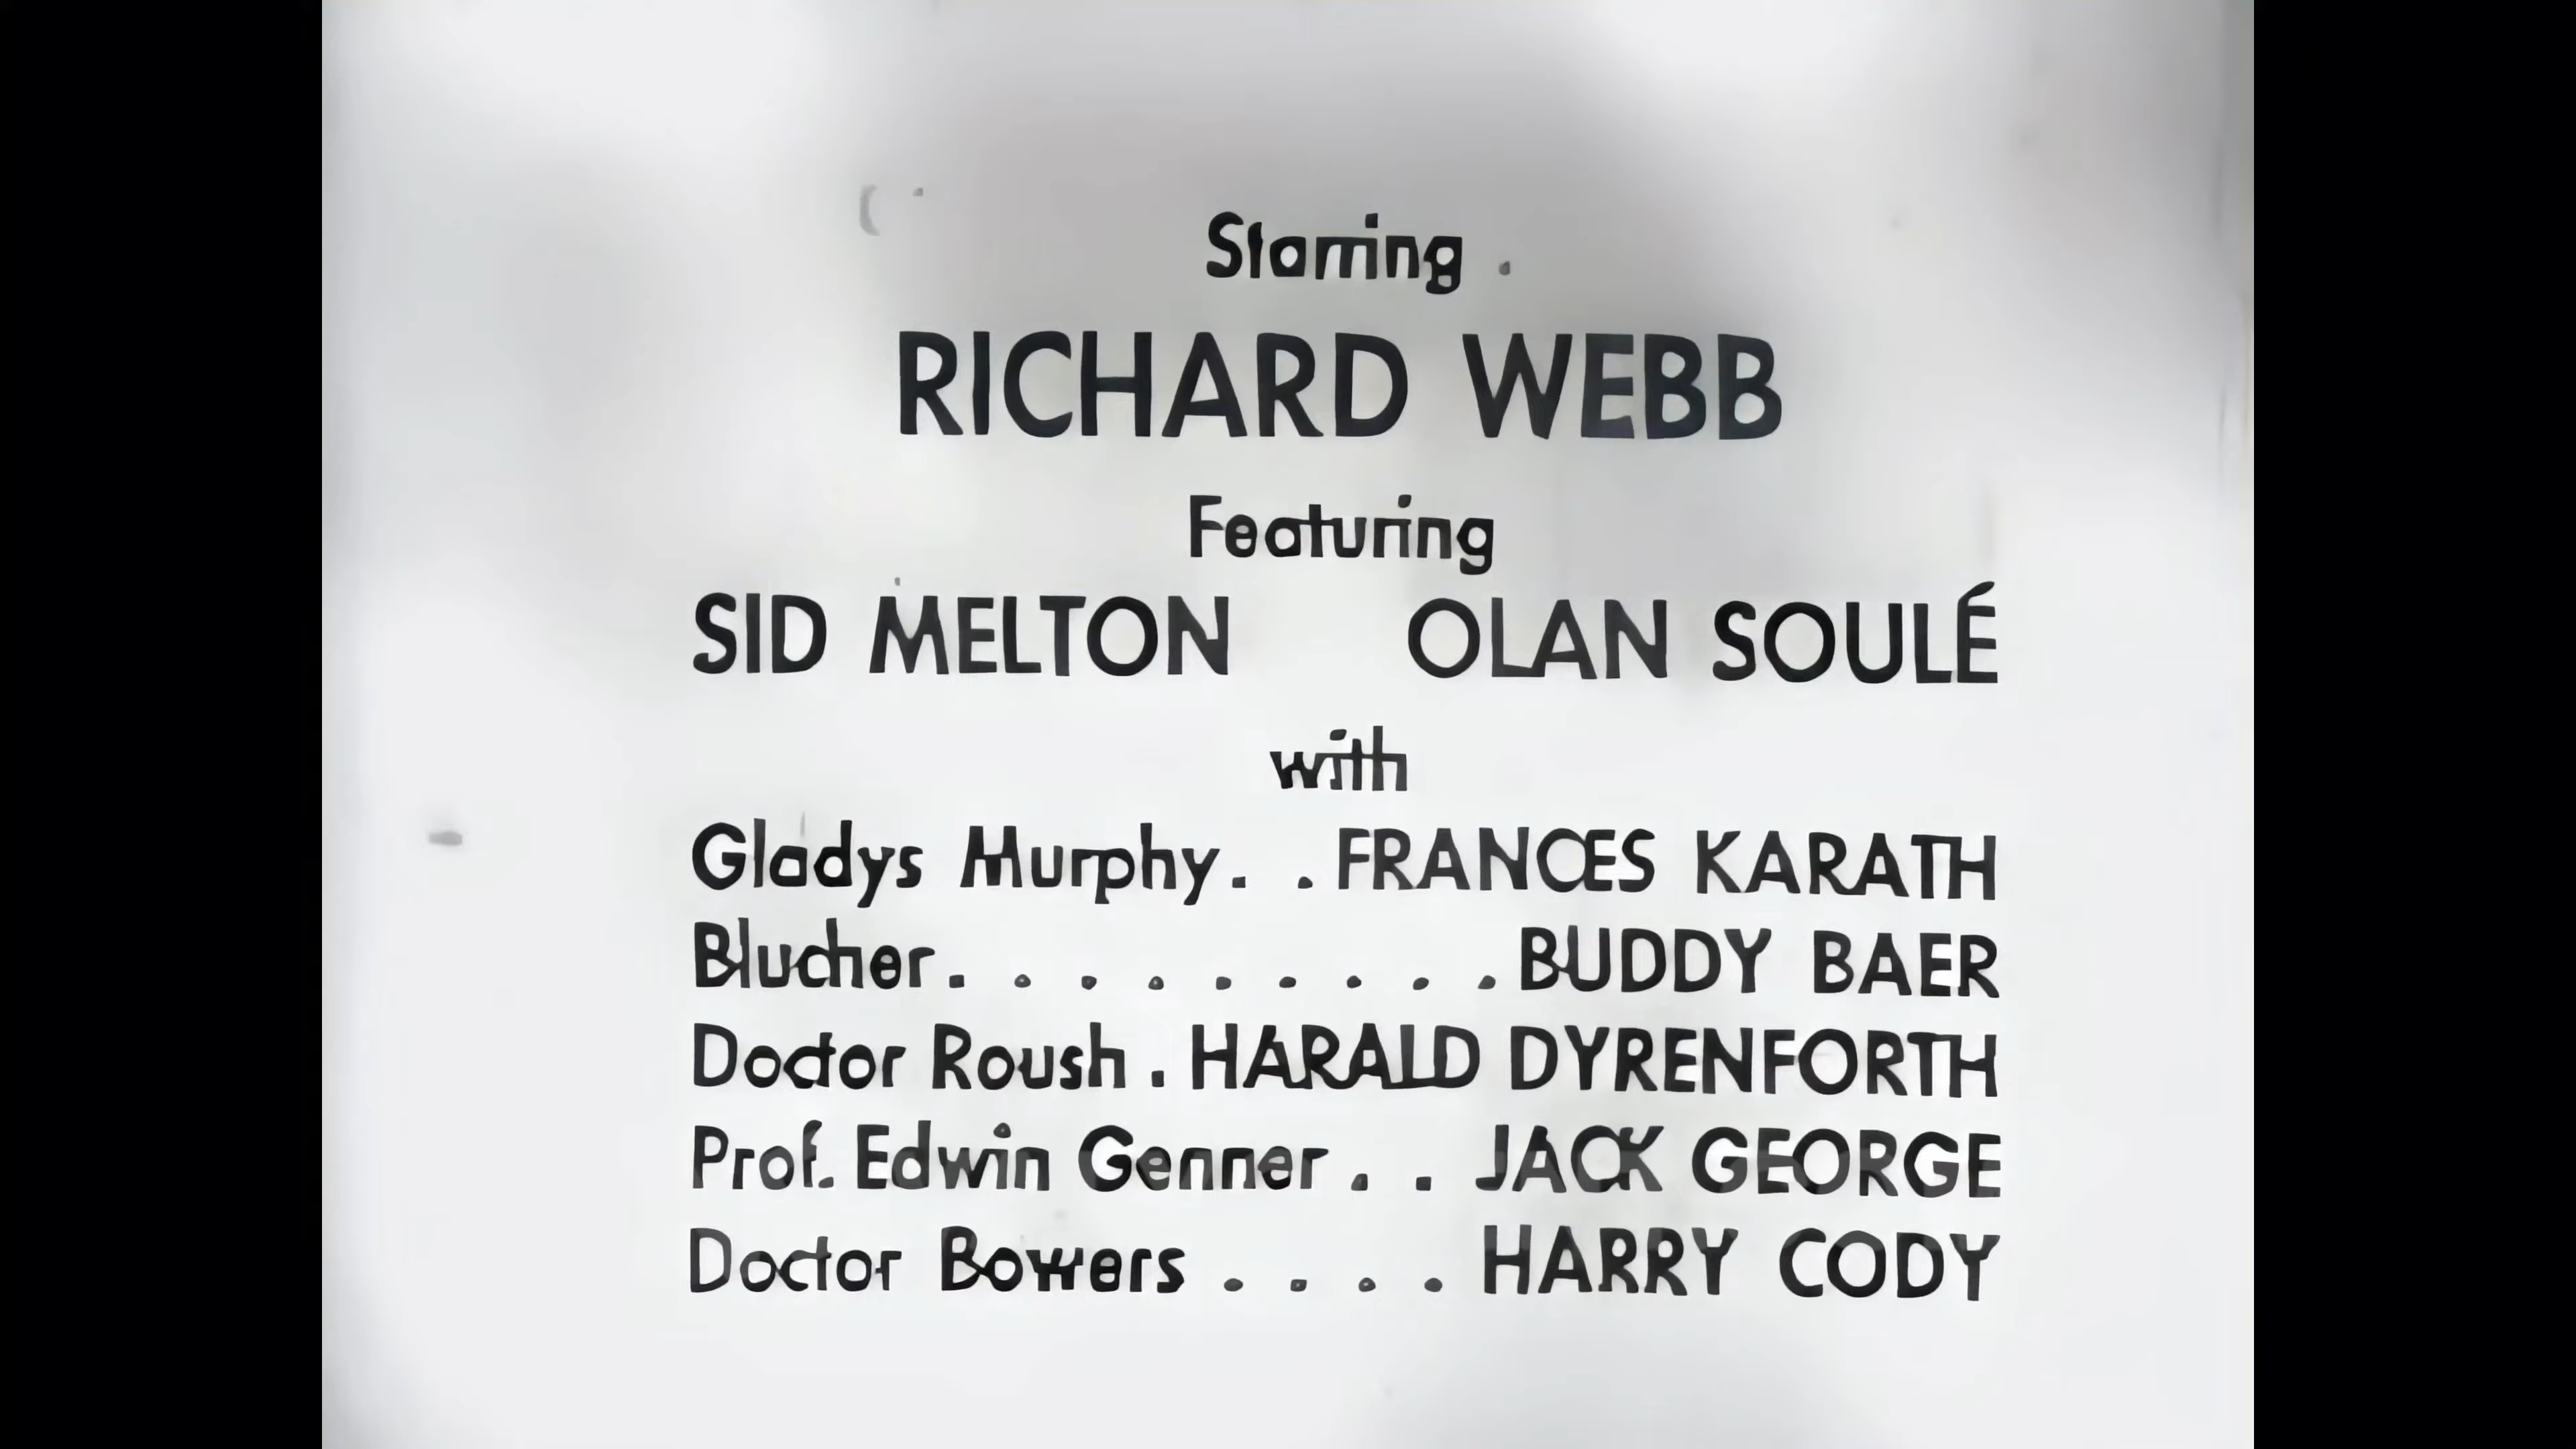 Starring
RICHARD WEBB
Featuring
SID MELTON OLAN SOULÉ
with
Gladys Murphy. . FRANCES KARATH
Blucher. . . . . . . . . BUDDY BAER
Doctor Roush . HARALD DYRENFORTH
Prof. Edwin Genner . . JACK GEORGE
Doctor Bowers . . . . HARRY CODY